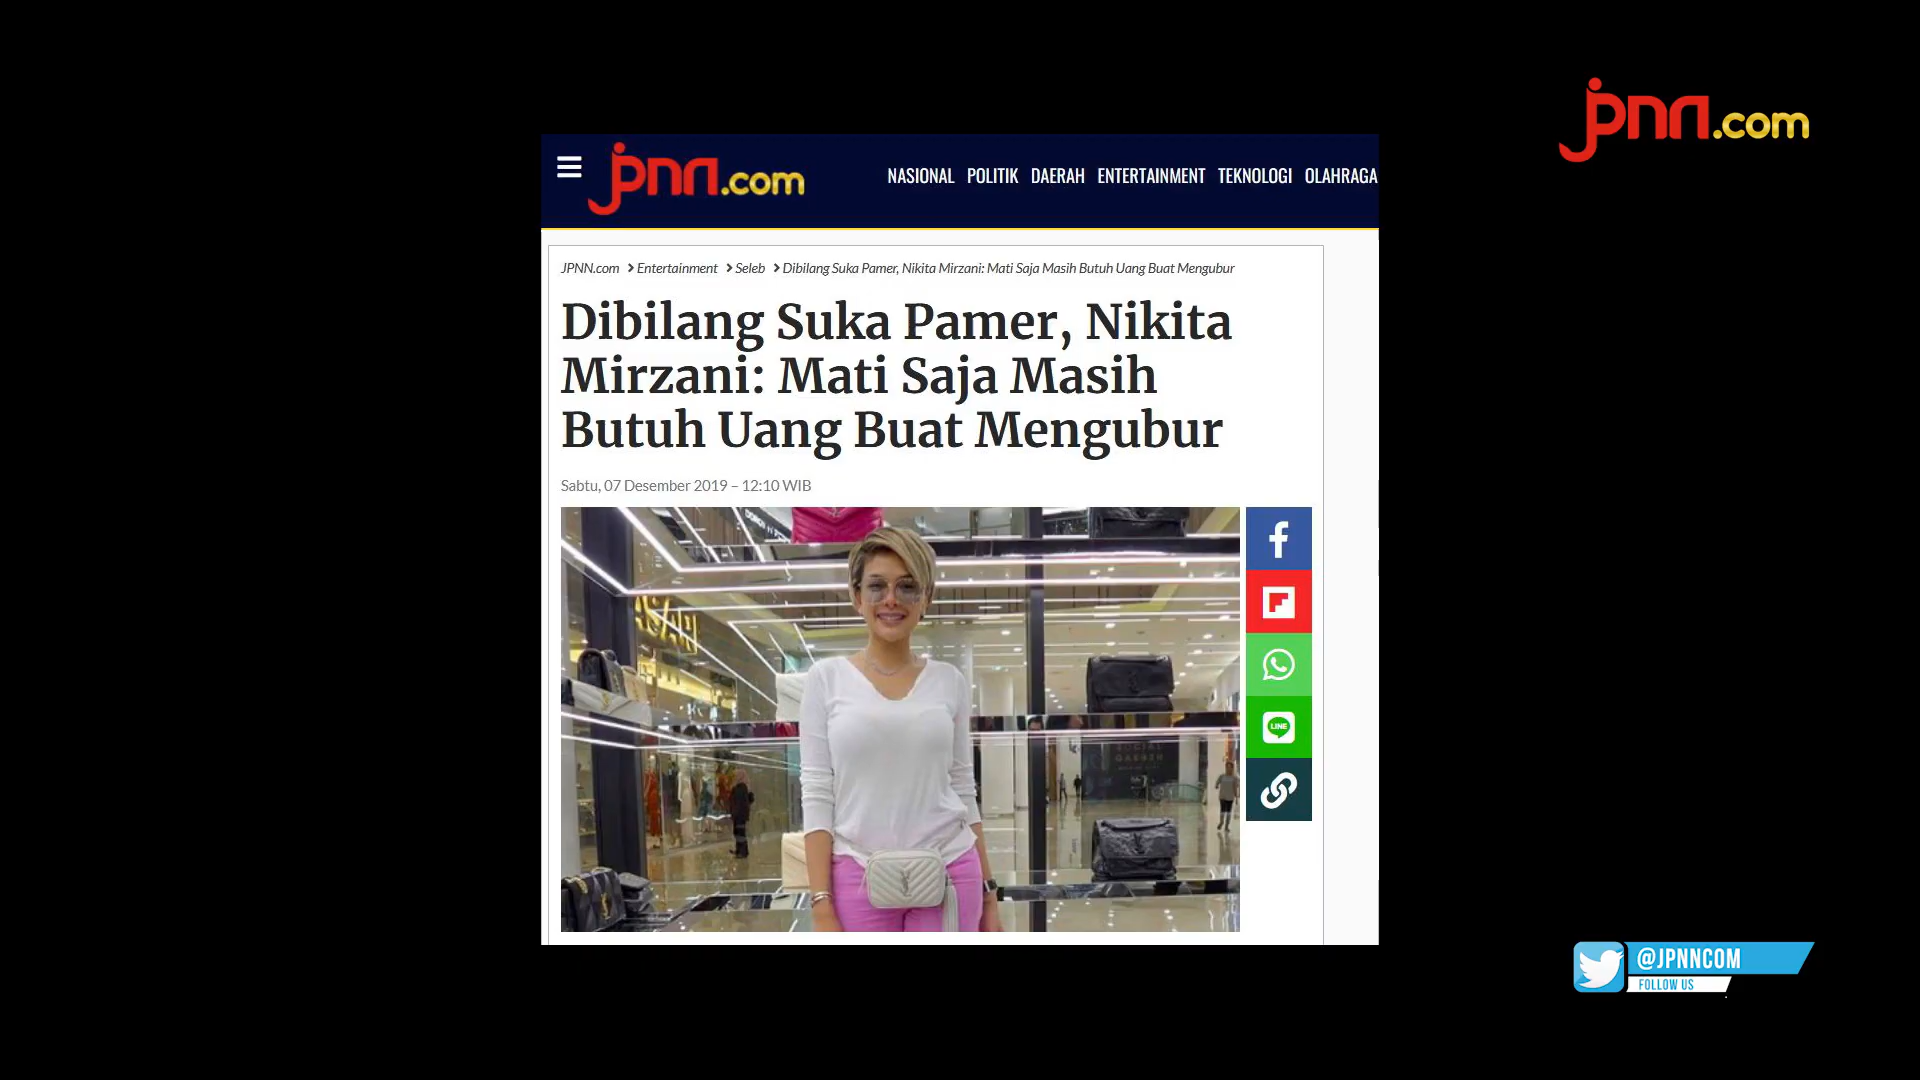 jpnn.com
jpnn.com
NASIONAL POLITIK DAERAH ENTERTAINMENT TEKNOLOGI OLAHRAGA
JPNN.com > Entertainment > Seleb > Dibilang Suka Pamer, Nikita Mirzani: Mati Saja Masih Butuh Uang Buat Mengubur
Dibilang Suka Pamer, Nikita
Mirzani: Mati Saja Masih
Butuh Uang Buat Mengubur
Sabtu, 07 Desember 2019 – 12:10 WIB
SOCIAL
LINE
@JPNNCOM
FOLLOW US